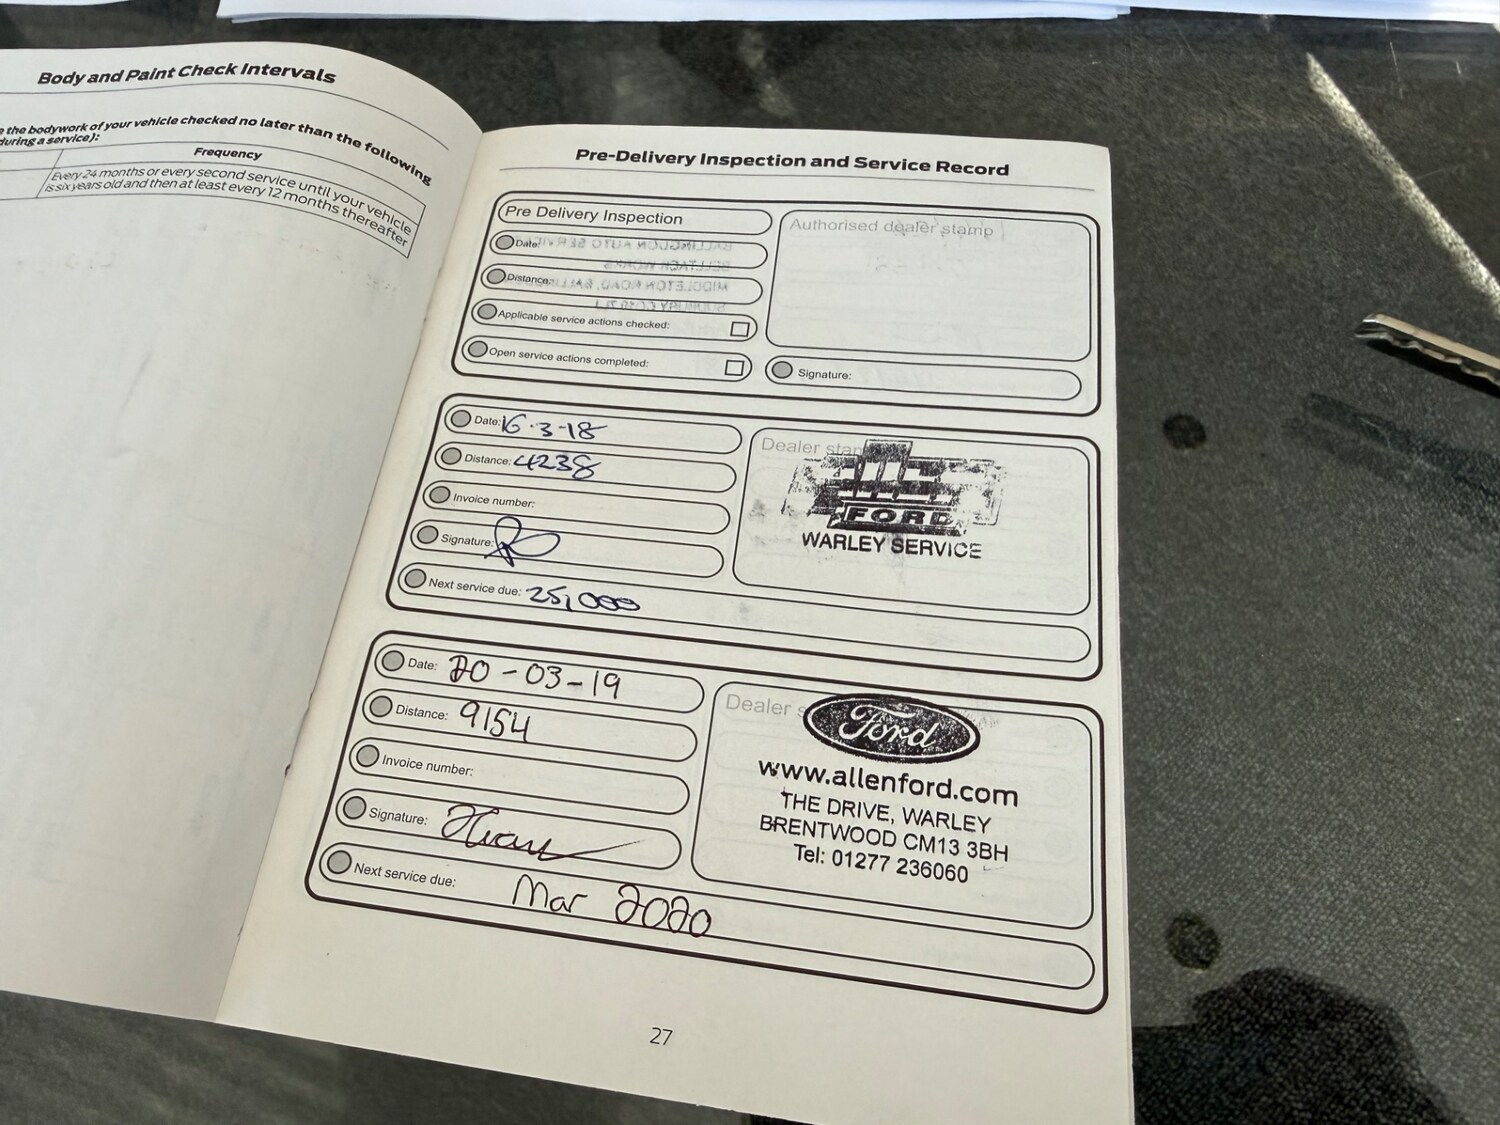 Body and Paint Check Intervals
e the bodywork of your vehicle checked no later than the following
during a service):
Frequency
Every 24 months or every second service until your vehicle
is six years old and then at least every 12 months thereafter
Pre-Delivery Inspection and Service Record
Pre Delivery Inspection
Date:
Distance:
Applicable service actions checked:
Open service actions completed:
Authorised dealer stamp
Signature:
Date: 16-3-18
Distance: 4238
Invoice number:
Signature:
Next service due: 25,000
Dealer stamp
FORD
WARLEY SERVICE
Date: 20-03-19
Distance: 9154
Invoice number:
Signature:
Next service due: Mar 2020
Dealer s
Ford
www.allenford.com
THE DRIVE, WARLEY
BRENTWOOD CM13 3BH
Tel: 01277 236060
27